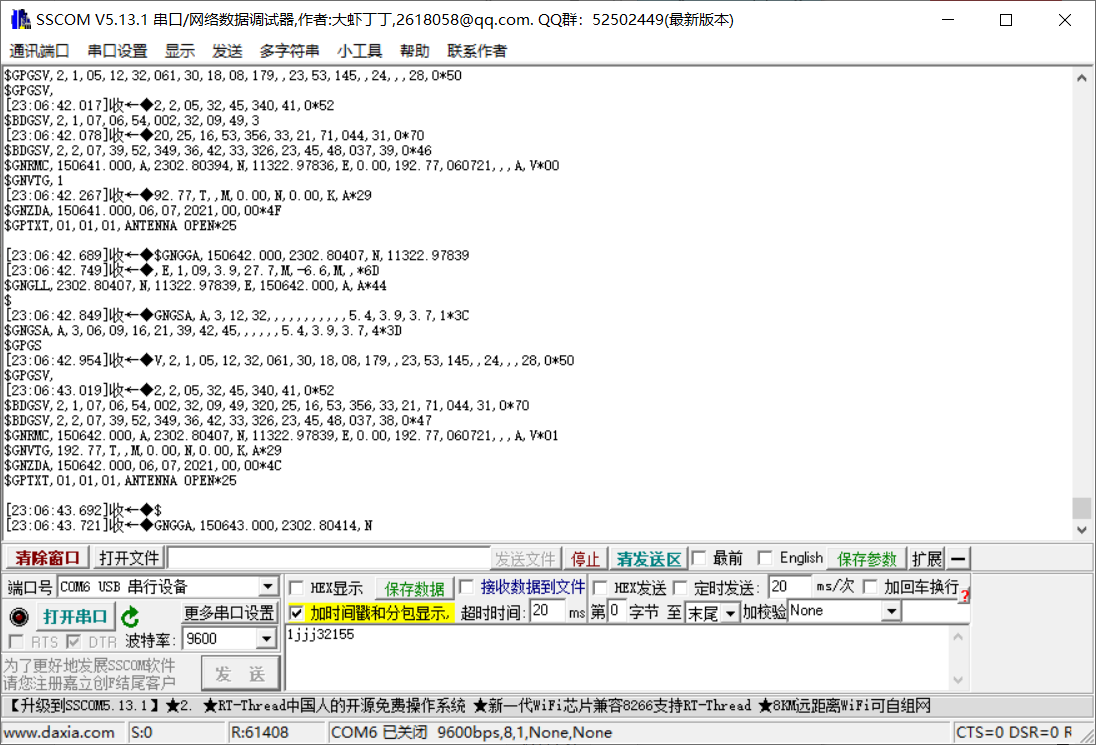 SSCOM V5.13.1 串口/网络数据调试器,作者:大虾丁丁,2618058@qq.com. QQ群：52502449(最新版本)
通讯端口 串口设置 显示 发送 多字符串 小工具 帮助 联系作者
$GPGSV,2,1,05,12,32,061,30,18,08,179,,23,53,145,,24,,,28,0*50
$GPGSV,
[23:06:42.017]收←◆2,2,05,32,45,340,41,0*52
$BDGSV,2,1,07,06,54,002,32,09,49,3
[23:06:42.078]收←◆20,25,16,53,356,33,21,71,044,31,0*70
$BDGSV,2,2,07,39,52,349,36,42,33,326,23,45,48,037,39,0*46
$GNRMC,150641.000,A,2302.80394,N,11322.97836,E,0.00,192.77,060721,,,A,V*00
$GNVTG,1
[23:06:42.267]收←◆92.77,T,,M,0.00,N,0.00,K,A*29
$GNZDA,150641.000,06,07,2021,00,00*4F
$GPTXT,01,01,01,ANTENNA OPEN*25
[23:06:42.689]收←◆$GNGGA,150642.000,2302.80407,N,11322.97839
[23:06:42.749]收←◆,E,1,09,3.9,27.7,M,-6.6,M,,*6D
$GNGLL,2302.80407,N,11322.97839,E,150642.000,A,A*44
$
[23:06:42.849]收←◆GNGSA,A,3,12,32,,,,,,,,,,,5.4,3.9,3.7,1*3C
$GNGSA,A,3,06,09,16,21,39,42,45,,,,,,5.4,3.9,3.7,4*3D
$GPGS
[23:06:42.954]收←◆V,2,1,05,12,32,061,30,18,08,179,,23,53,145,,24,,,28,0*50
$GPGSV,
[23:06:43.019]收←◆2,2,05,32,45,340,41,0*52
$BDGSV,2,1,07,06,54,002,32,09,49,320,25,16,53,356,33,21,71,044,31,0*70
$BDGSV,2,2,07,39,52,349,36,42,33,326,23,45,48,037,38,0*47
$GNRMC,150642.000,A,2302.80407,N,11322.97839,E,0.00,192.77,060721,,,A,V*01
$GNVTG,192.77,T,,M,0.00,N,0.00,K,A*29
$GNZDA,150642.000,06,07,2021,00,00*4C
$GPTXT,01,01,01,ANTENNA OPEN*25
[23:06:43.692]收←◆$
[23:06:43.721]收←◆GNGGA,150643.000,2302.80414,N
清除窗口 打开文件 发送文件 停止 清发送区 最前 English 保存参数 扩展 —
端口号 COM6 USB 串行设备 HEX显示 保存数据 接收数据到文件 HEX发送 定时发送: 20 ms/次 加回车换行 ?
打开串口 更多串口设置 加时间戳和分包显示, 超时时间: 20 ms 第 0 字节 至 末尾 加校验 None
RTS DTR 波特率: 9600 1jjj32155
为了更好地发展SSCOM软件
请您注册嘉立创F结尾客户 发 送
【升级到SSCOM5.13.1】★2. ★RT-Thread中国人的开源免费操作系统 ★新一代WiFi芯片兼容8266支持RT-Thread ★8KM远距离WiFi可自组网
www.daxia.com S:0 R:61408 COM6 已关闭 9600bps,8,1,None,None CTS=0 DSR=0 R